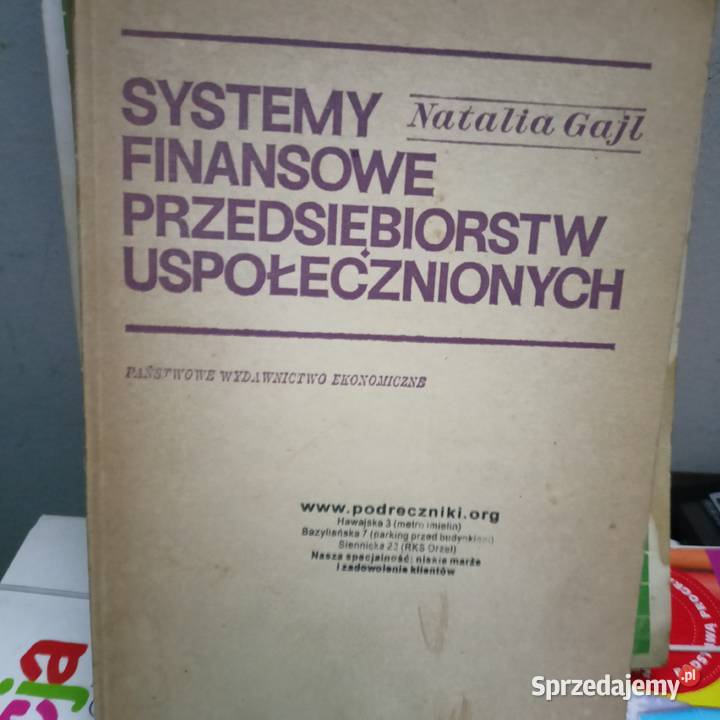 SYSTEMY
Natalia Gajl
FINANSOWE
PRZEDSIĘBIORSTW
USPOŁECZNIONYCH
PAŃSTWOWE WYDAWNICTWO EKONOMICZNE
www.podreczniki.org
Hawajska 3 (metro imielin)
Bazyliańska 7 (parking przed budynkiem)
Siennicka 23 (RKS Orzeł)
Nasza specjalność: niskie marże
i zadowolenie klientów
cja
Sprzedajemy.pl